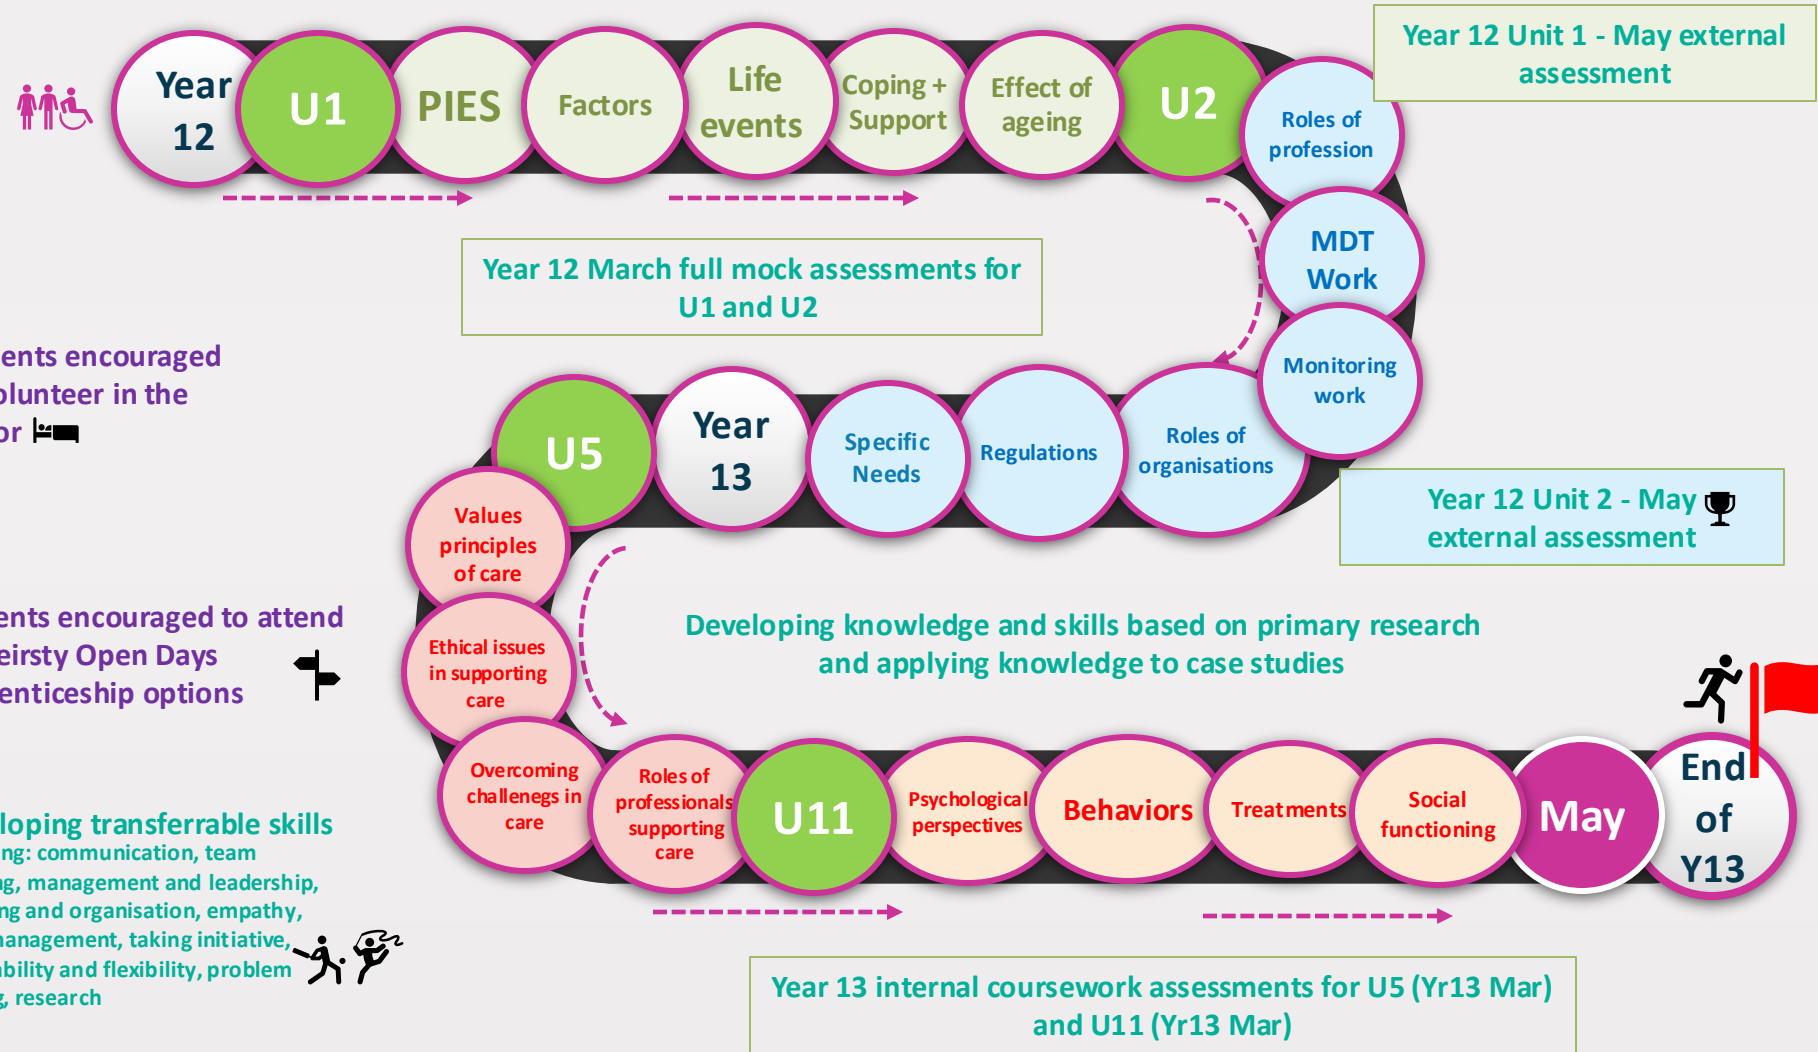 Year
12
U1
PIES
Factors
Life
events
Coping +
Support
Effect of
ageing
U2
Roles of
profession
Year 12 Unit 1 - May external
assessment
MDT
Work
Monitoring
work
Year 12 March full mock assessments for
U1 and U2
Roles of
organisations
Regulations
Specific
Needs
Year
13
U5
Year 12 Unit 2 - May
external assessment
ents encouraged
olunteer in the
or
Values
principles
of care
Ethical issues
in supporting
care
Overcoming
challenegs in
care
Developing knowledge and skills based on primary research
and applying knowledge to case studies
ents encouraged to attend
eirsty Open Days
enticeship options
Roles of
professionals
supporting
care
U11
Psychological
perspectives
Behaviors
Treatments
Social
functioning
May
End
of
Y13
loping transferrable skills
ng: communication, team
ng, management and leadership,
ng and organisation, empathy,
management, taking initiative,
ability and flexibility, problem
g, research
Year 13 internal coursework assessments for U5 (Yr13 Mar)
and U11 (Yr13 Mar)